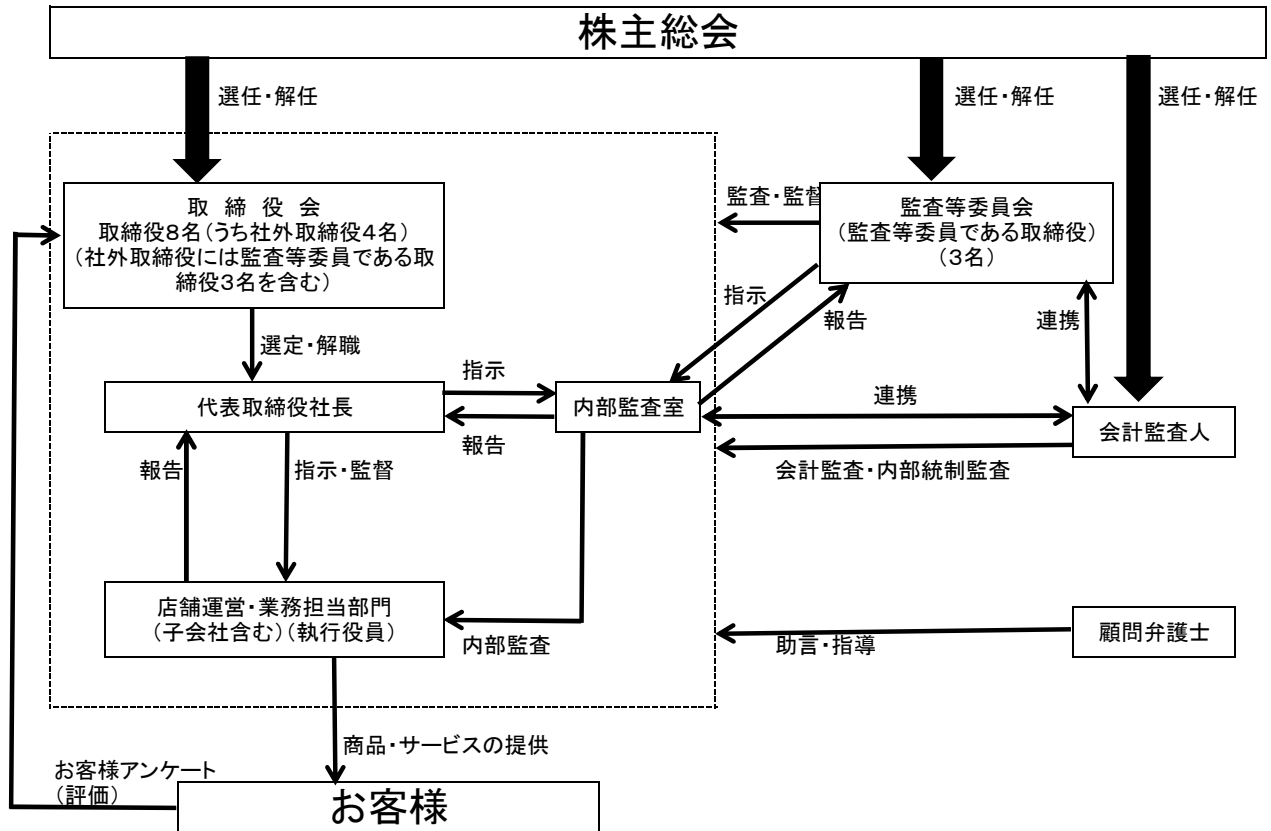 株主総会
選任・解任
選任・解任
選任・解任
取 締 役 会
取締役8名(うち社外取締役4名)
(社外取締役には監査等委員である取
締役3名を含む)
監査・監督
監査等委員会
(監査等委員である取締役)
(3名)
指示
報告
連携
選定・解職
代表取締役社長
指示
報告
内部監査室
連携
会計監査人
会計監査・内部統制監査
報告
指示・監督
店舗運営・業務担当部門
(子会社含む)(執行役員)
内部監査
助言・指導
顧問弁護士
商品・サービスの提供
お客様アンケート
(評価)
お客様